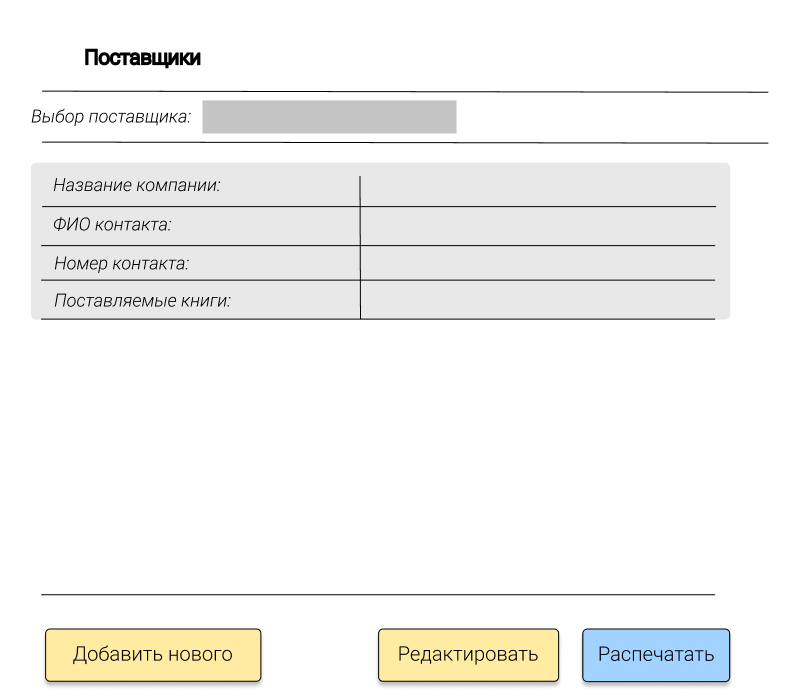 Поставщики
Выбор поставщика:
Название компании:
ФИО контакта:
Номер контакта:
Поставляемые книги:
Добавить нового
Редактировать
Распечатать